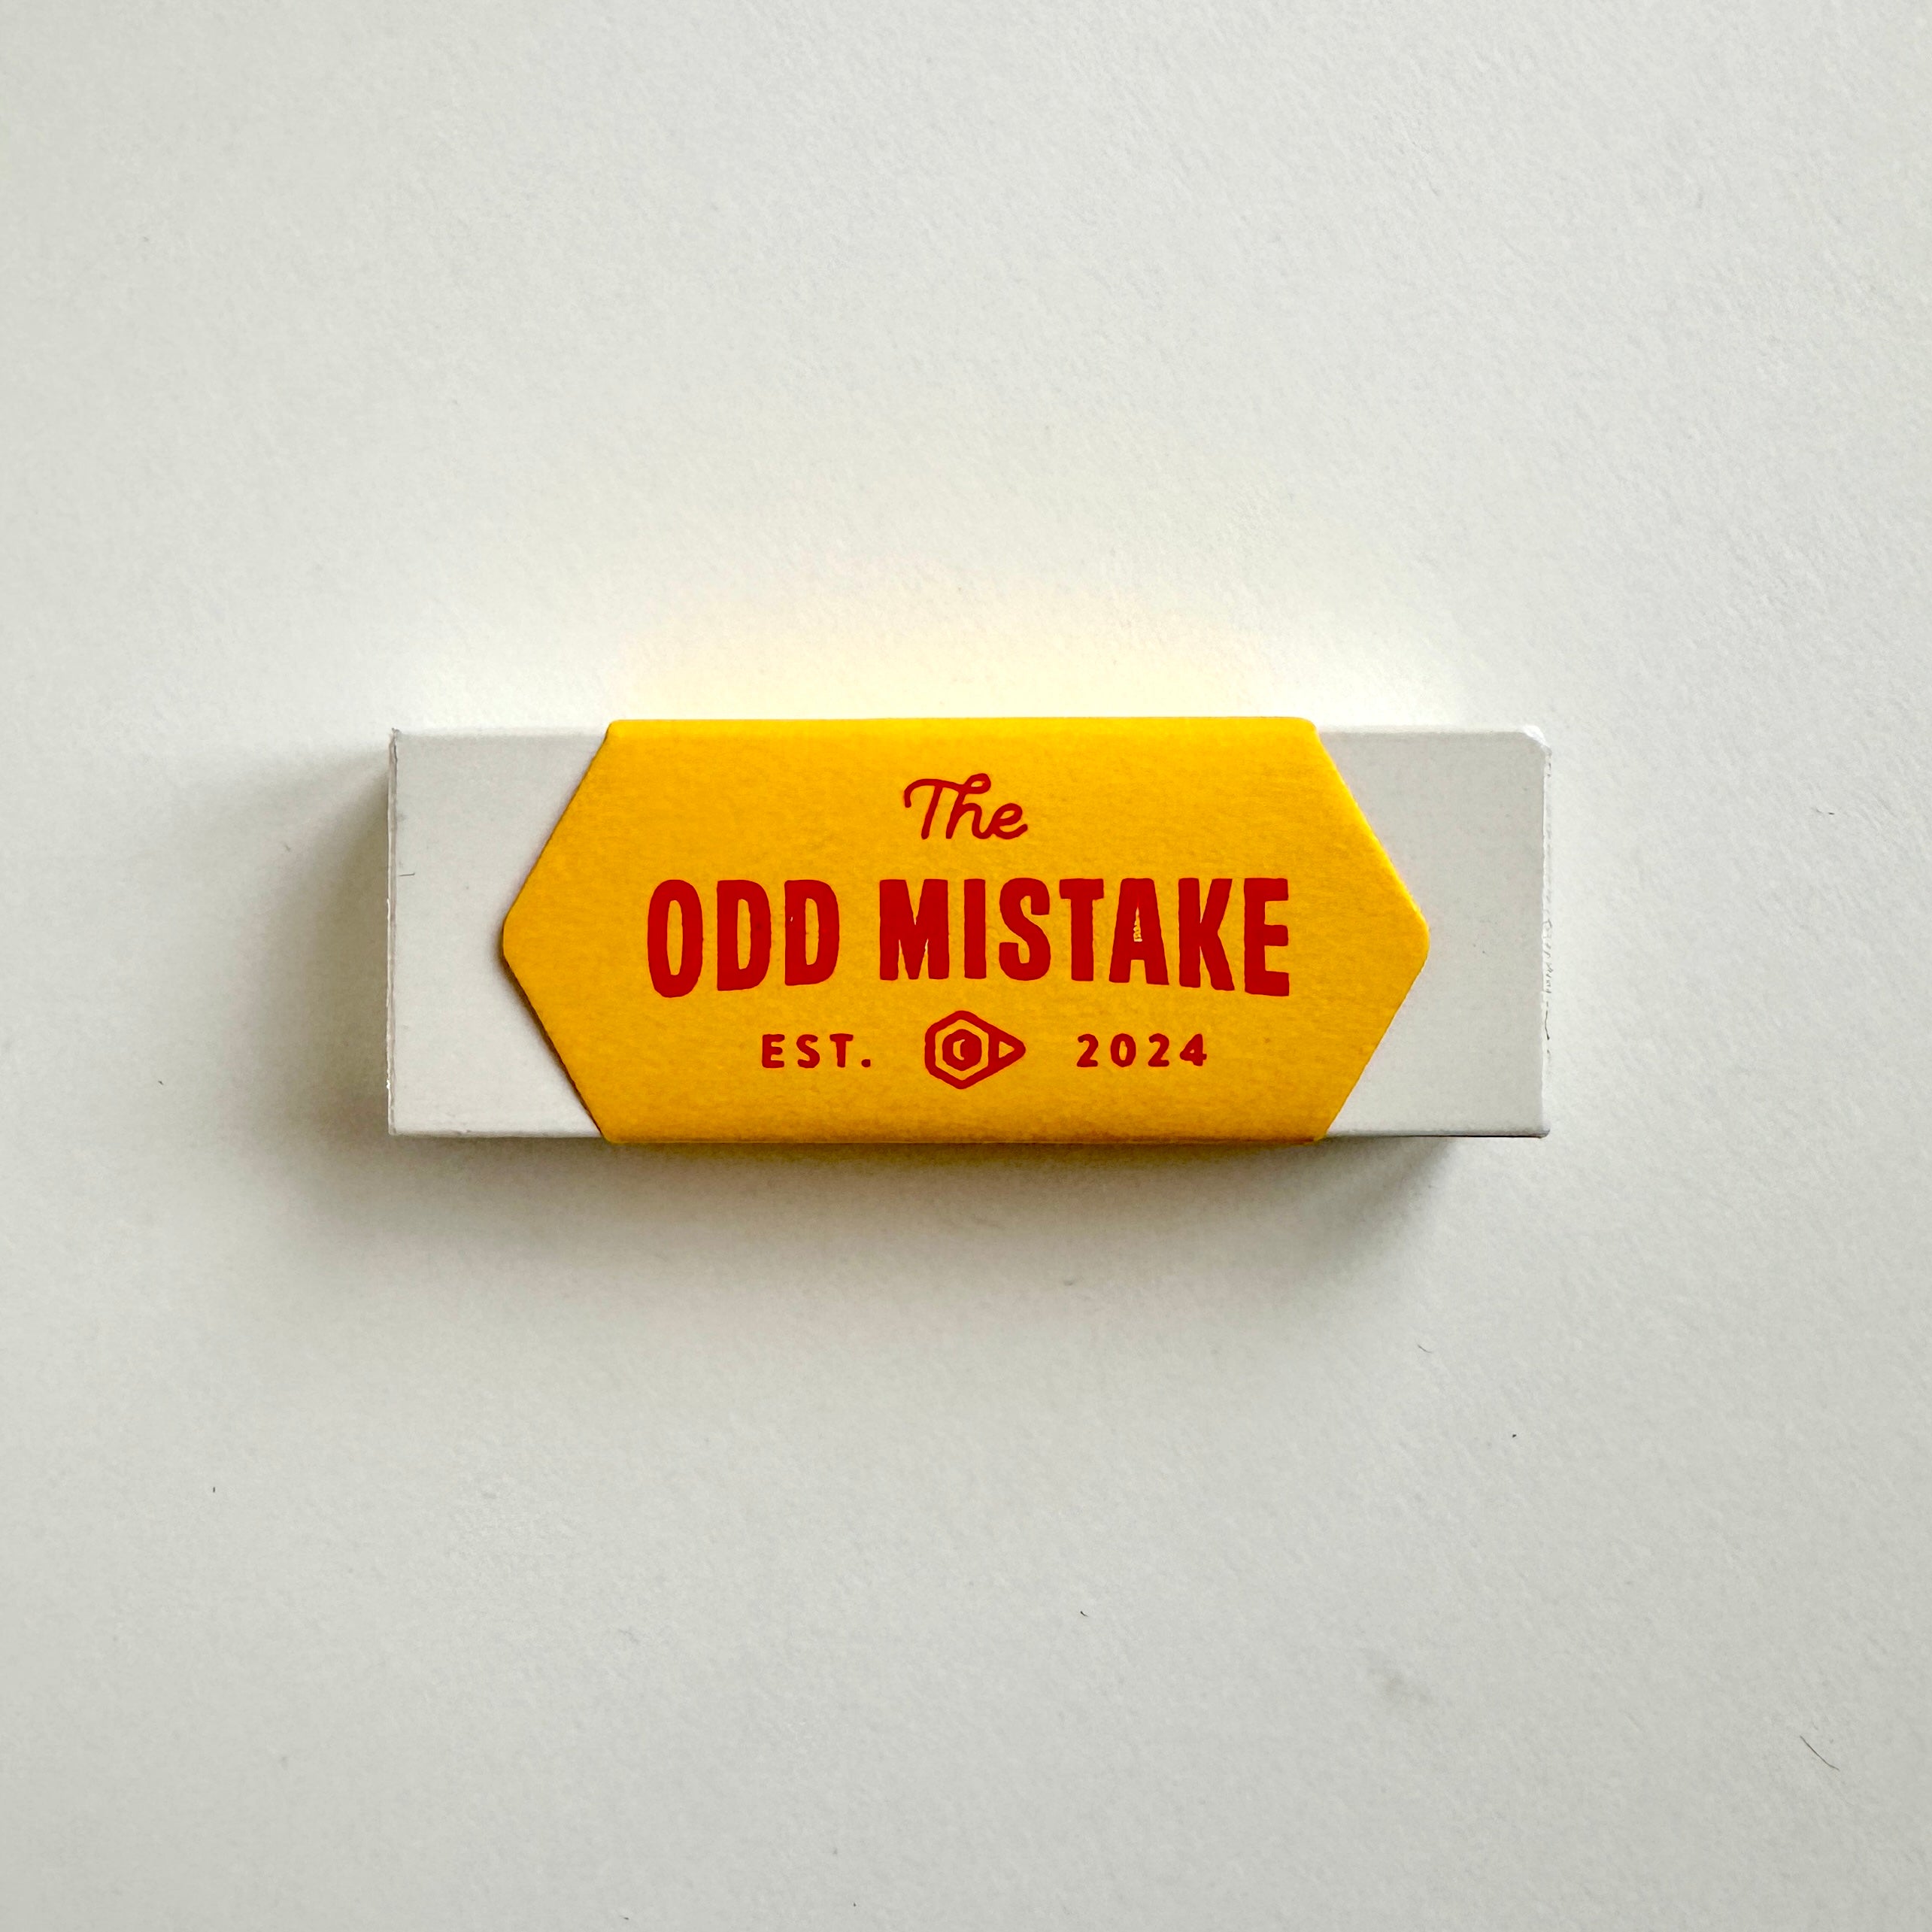 The
ODD MISTAKE
EST. 2024